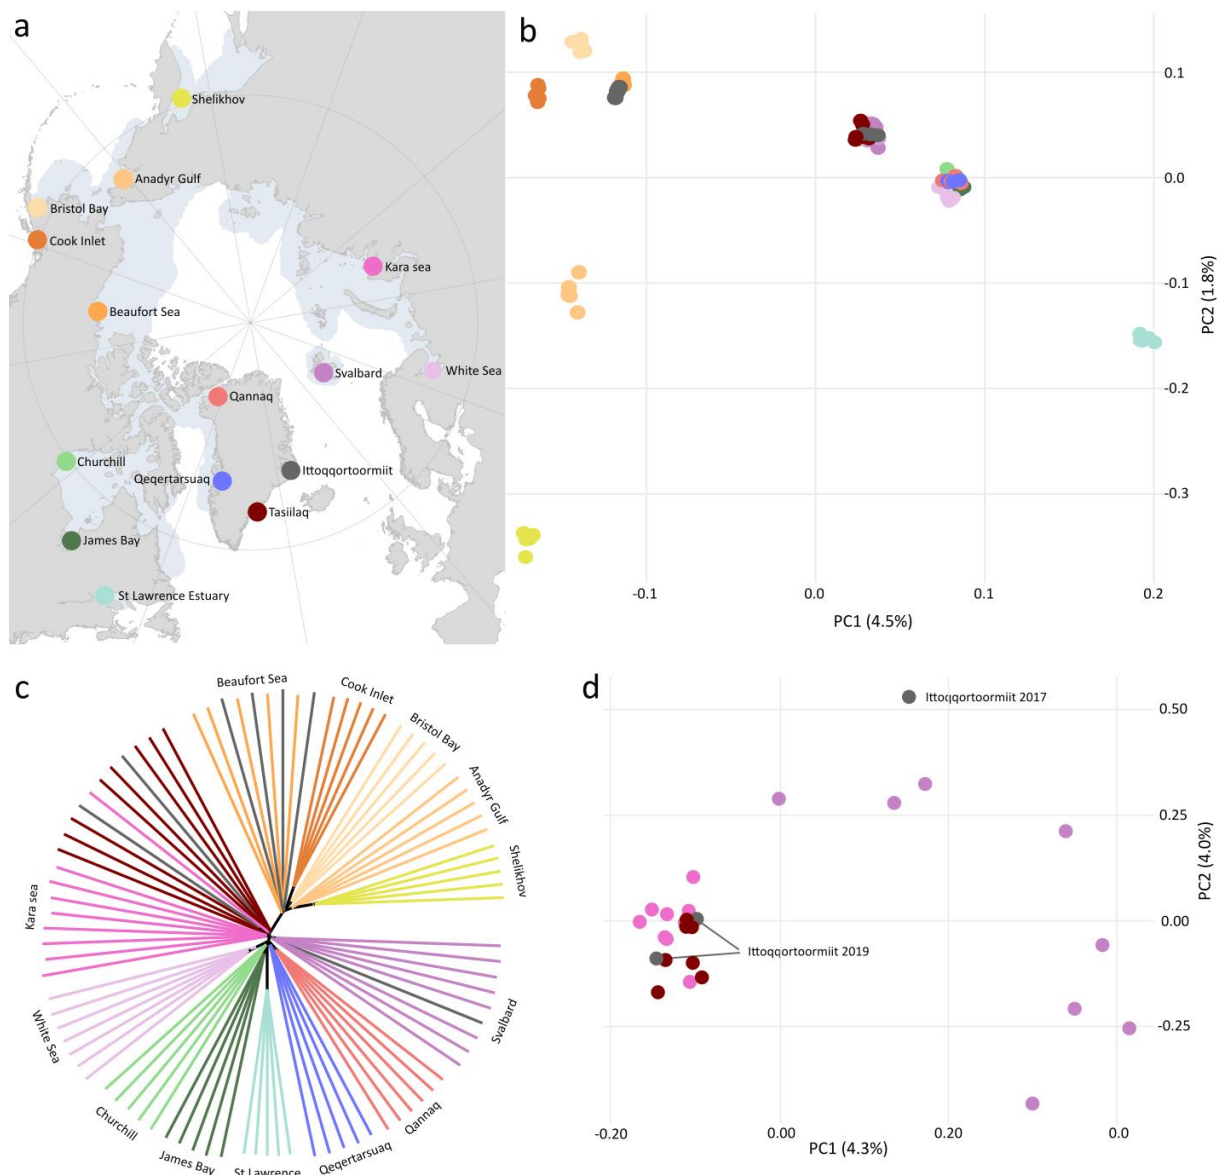 a
Shelikhov
Anadyr Gulf
Bristol Bay
Cook Inlet
Kara sea
Beaufort Sea
Svalbard
White Sea
Qannaq
Churchill
Ittoqqortoormiit
Qeqertarsuaq
Tasiilaq
James Bay
St Lawrence Estuary
b
0.1
0.0
-0.1
-0.2
-0.3
PC2 (1.8%)
-0.1
0.0
0.1
0.2
PC1 (4.5%)
c
Beaufort Sea
Cook Inlet
Bristol Bay
Anadyr Gulf
Shelikhov
Kara sea
Svalbard
White Sea
Churchill
James Bay
St Lawrence
Qeqertarsuaq
Qannaq
d
Ittoqqortoormiit 2017
0.50
0.25
0.00
-0.25
PC2 (4.0%)
Ittoqqortoormiit 2019
-0.20
0.00
0.20
0.0
PC1 (4.3%)